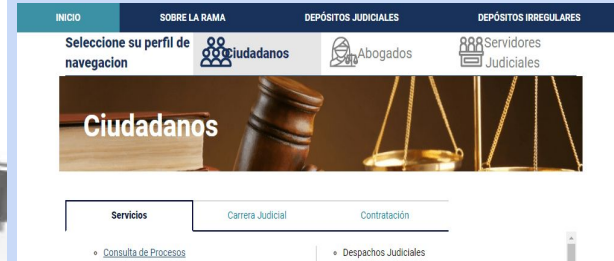 INICIO SOBRE LA RAMA DEPÓSITOS JUDICIALES DEPÓSITOS IRREGULARES
Seleccione su perfil de
navegacion
Ciudadanos
Abogados
Servidores
Judiciales
Ciudadanos
Servicios Carrera Judicial Contratación
Consulta de Procesos Despachos Judiciales